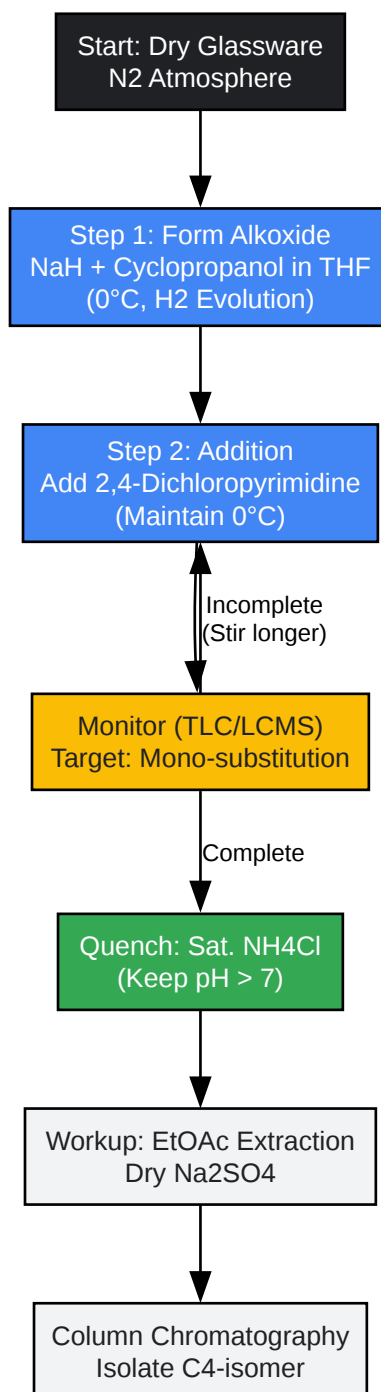 Start: Dry Glassware
N2 Atmosphere
Step 1: Form Alkoxide
NaH + Cyclopropanol in THF
(0°C, H2 Evolution)
Step 2: Addition
Add 2,4-Dichloropyrimidine
(Maintain 0°C)
Incomplete
(Stir longer)
Monitor (TLC/LCMS)
Target: Mono-substitution
Complete
Quench: Sat. NH4Cl
(Keep pH > 7)
Workup: EtOAc Extraction
Dry Na2SO4
Column Chromatography
Isolate C4-isomer